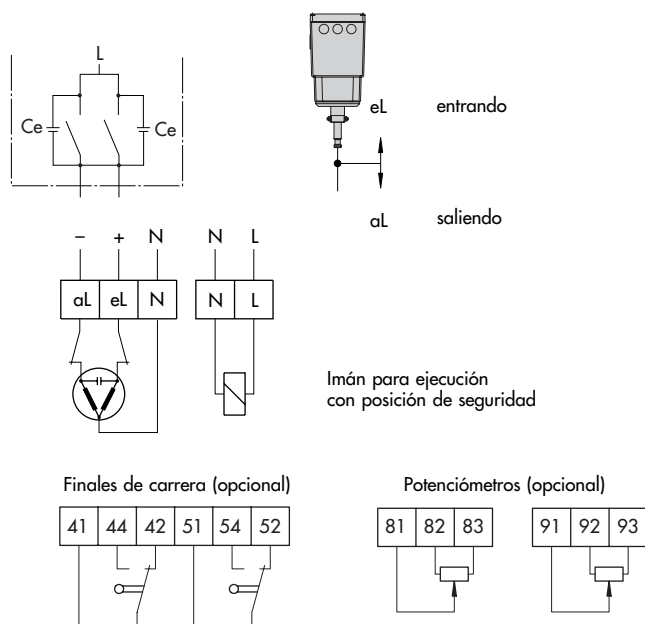 L
Ce Ce
eL entrando
aL saliendo
– + N N L
aL eL N N L
Imán para ejecución
con posición de seguridad
Finales de carrera (opcional) Potenciómetros (opcional)
41 44 42 51 54 52 81 82 83 91 92 93